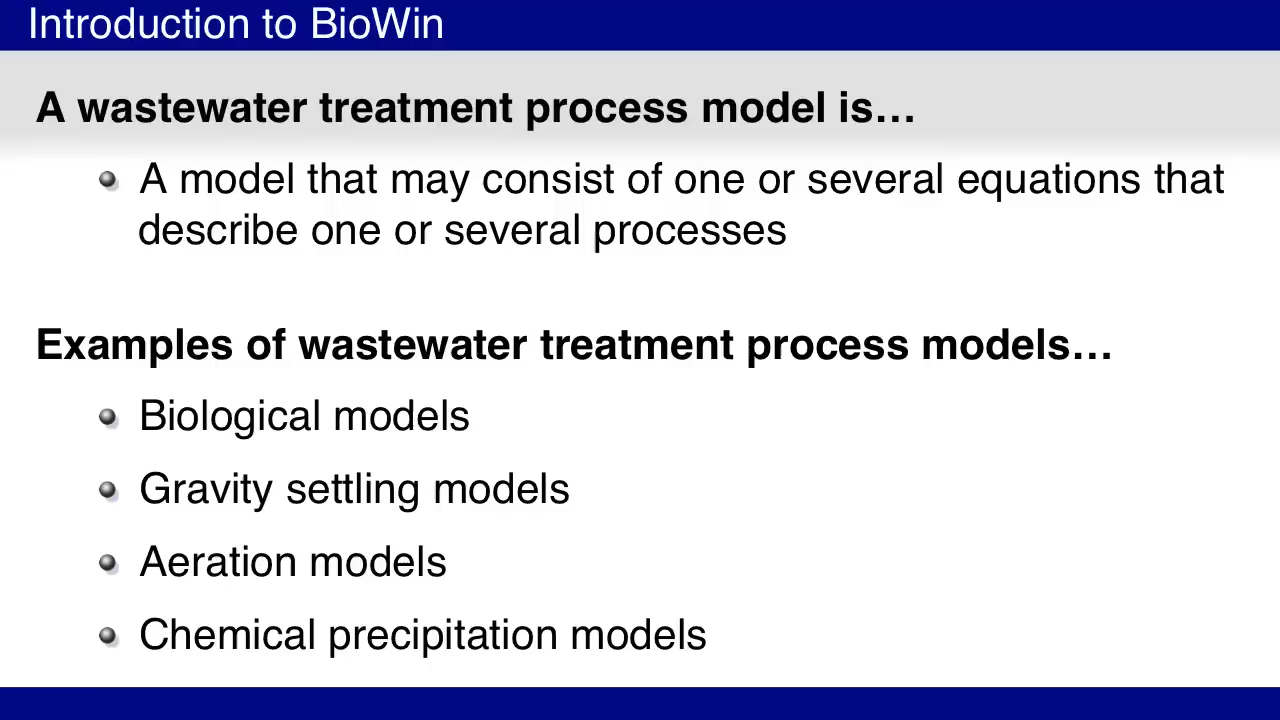 Introduction to BioWin
A wastewater treatment process model is…
A model that may consist of one or several equations that
describe one or several processes
Examples of wastewater treatment process models…
Biological models
Gravity settling models
Aeration models
Chemical precipitation models